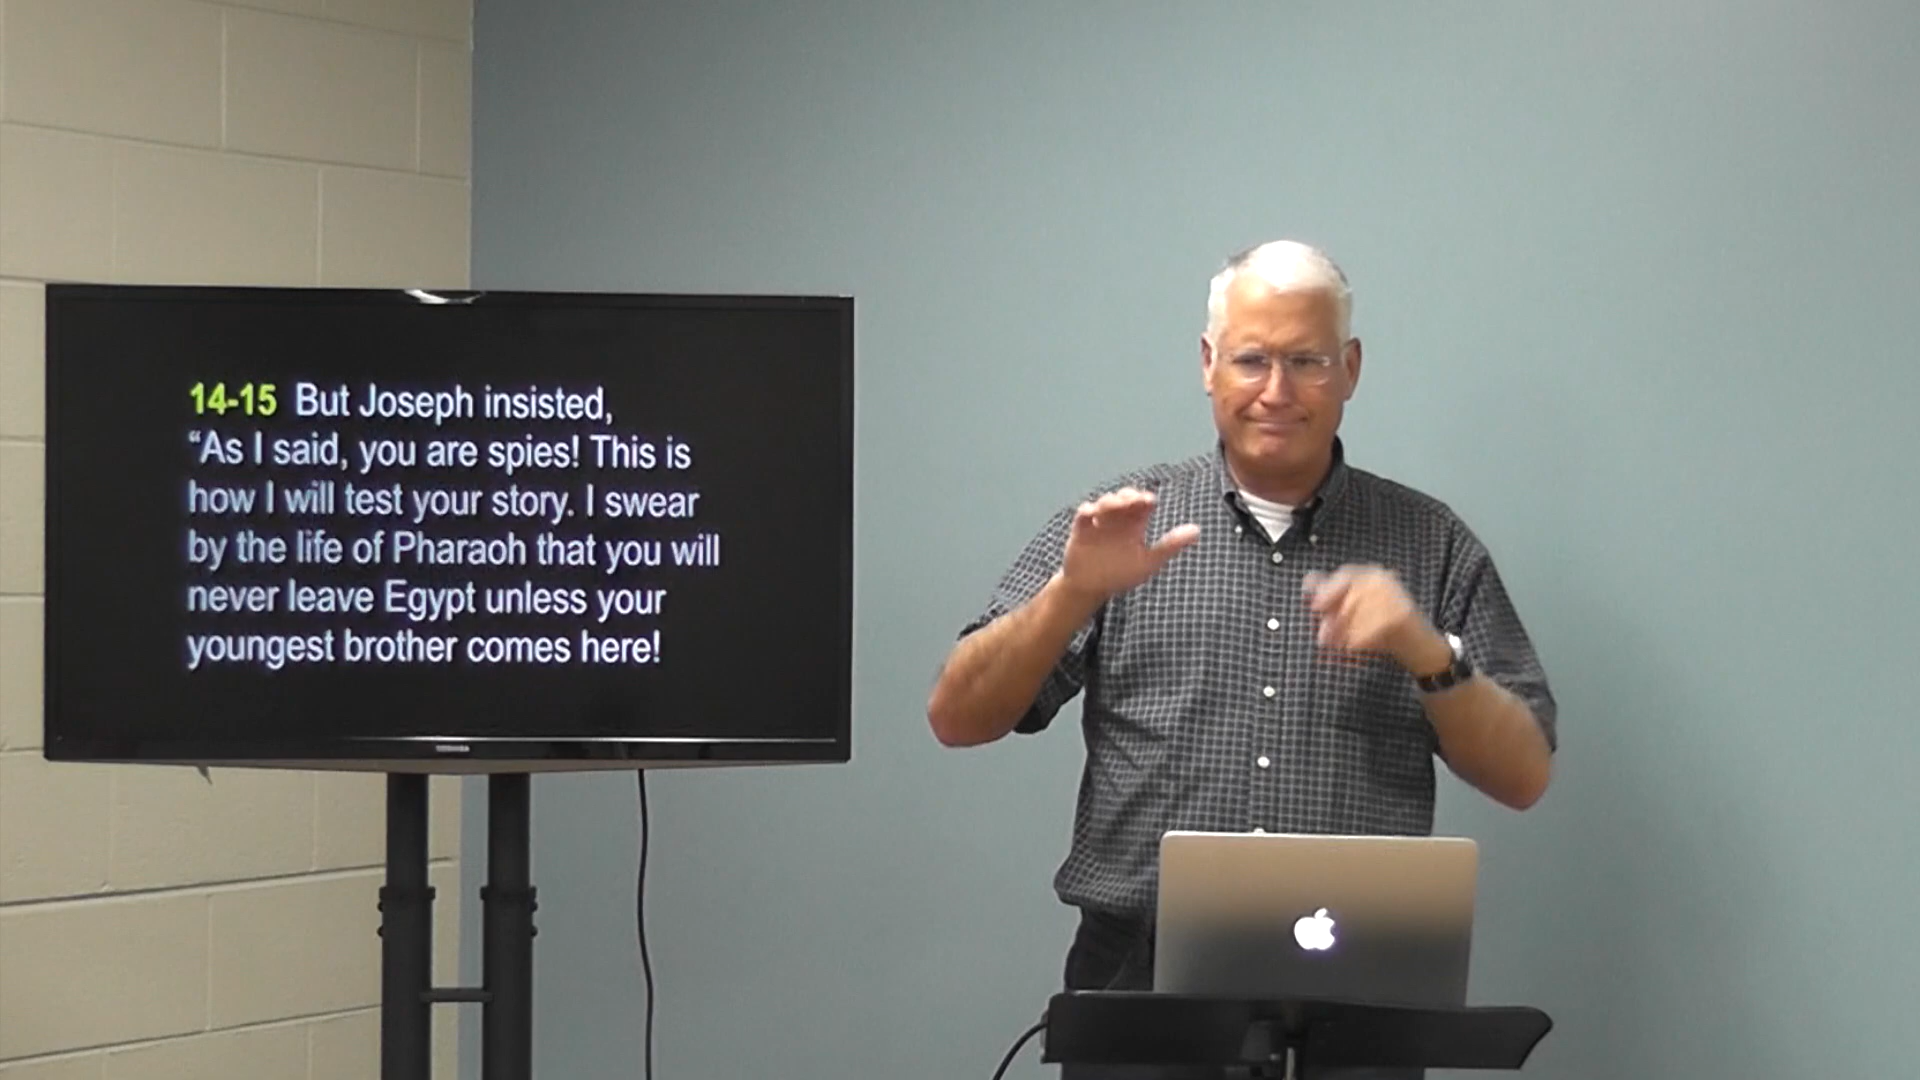 14-15 But Joseph insisted,
“As I said, you are spies! This is
how I will test your story. I swear
by the life of Pharaoh that you will
never leave Egypt unless your
youngest brother comes here!
TOSHIBA